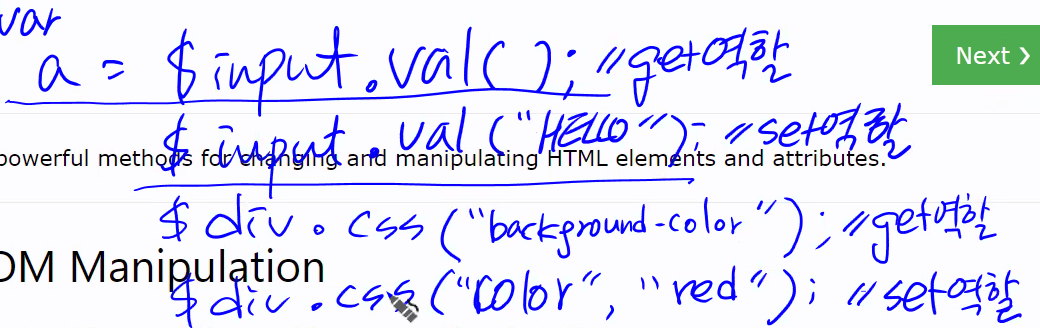 var
a = $input.val(); //get역할
Next ❯
$input.val("HELLO"); //set역할
powerful methods for changing and manipulating HTML elements and attributes.
$div.css("background-color"); //get역할
OM Manipulation
$div.css("color", "red"); //set역할